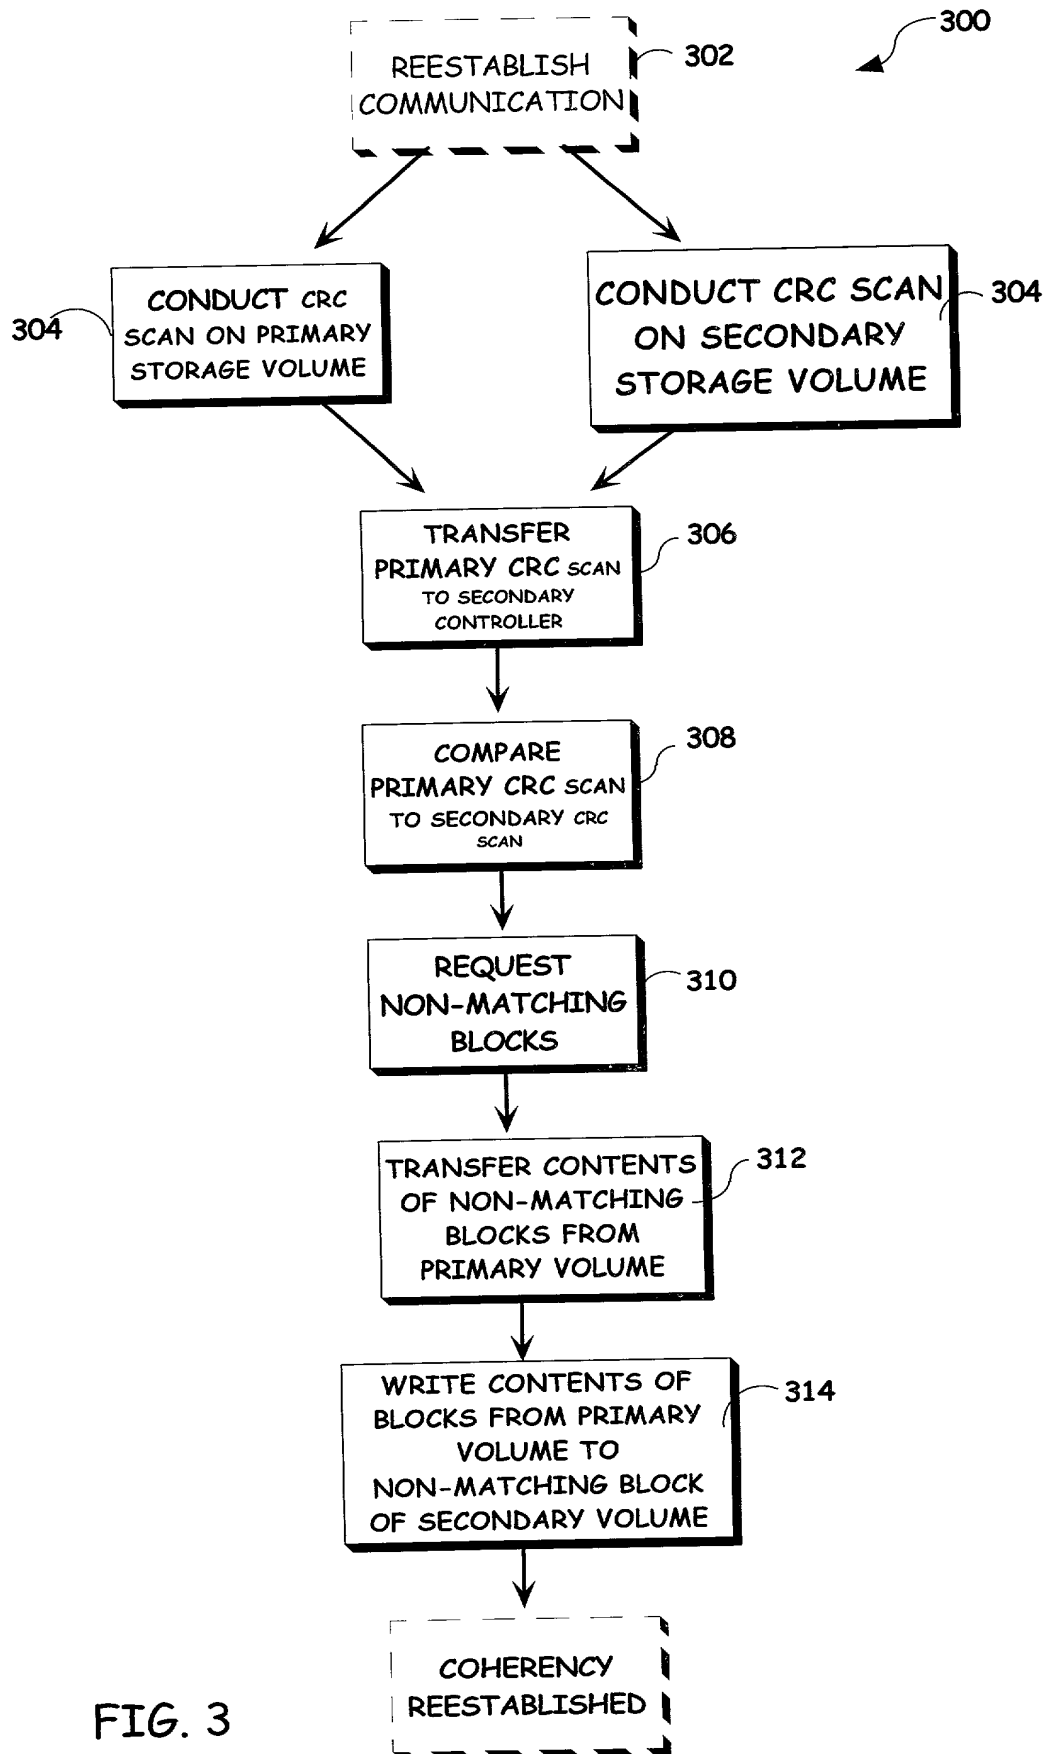 300
REESTABLISH
COMMUNICATION
302
CONDUCT CRC
SCAN ON PRIMARY
STORAGE VOLUME
304
CONDUCT CRC SCAN
ON SECONDARY
STORAGE VOLUME
304
TRANSFER
PRIMARY CRC SCAN
TO SECONDARY
CONTROLLER
306
COMPARE
PRIMARY CRC SCAN
TO SECONDARY CRC
SCAN
308
REQUEST
NON-MATCHING
BLOCKS
310
TRANSFER CONTENTS
OF NON-MATCHING
BLOCKS FROM
PRIMARY VOLUME
312
WRITE CONTENTS OF
BLOCKS FROM PRIMARY
VOLUME TO
NON-MATCHING BLOCK
OF SECONDARY VOLUME
314
COHERENCY
REESTABLISHED
FIG. 3